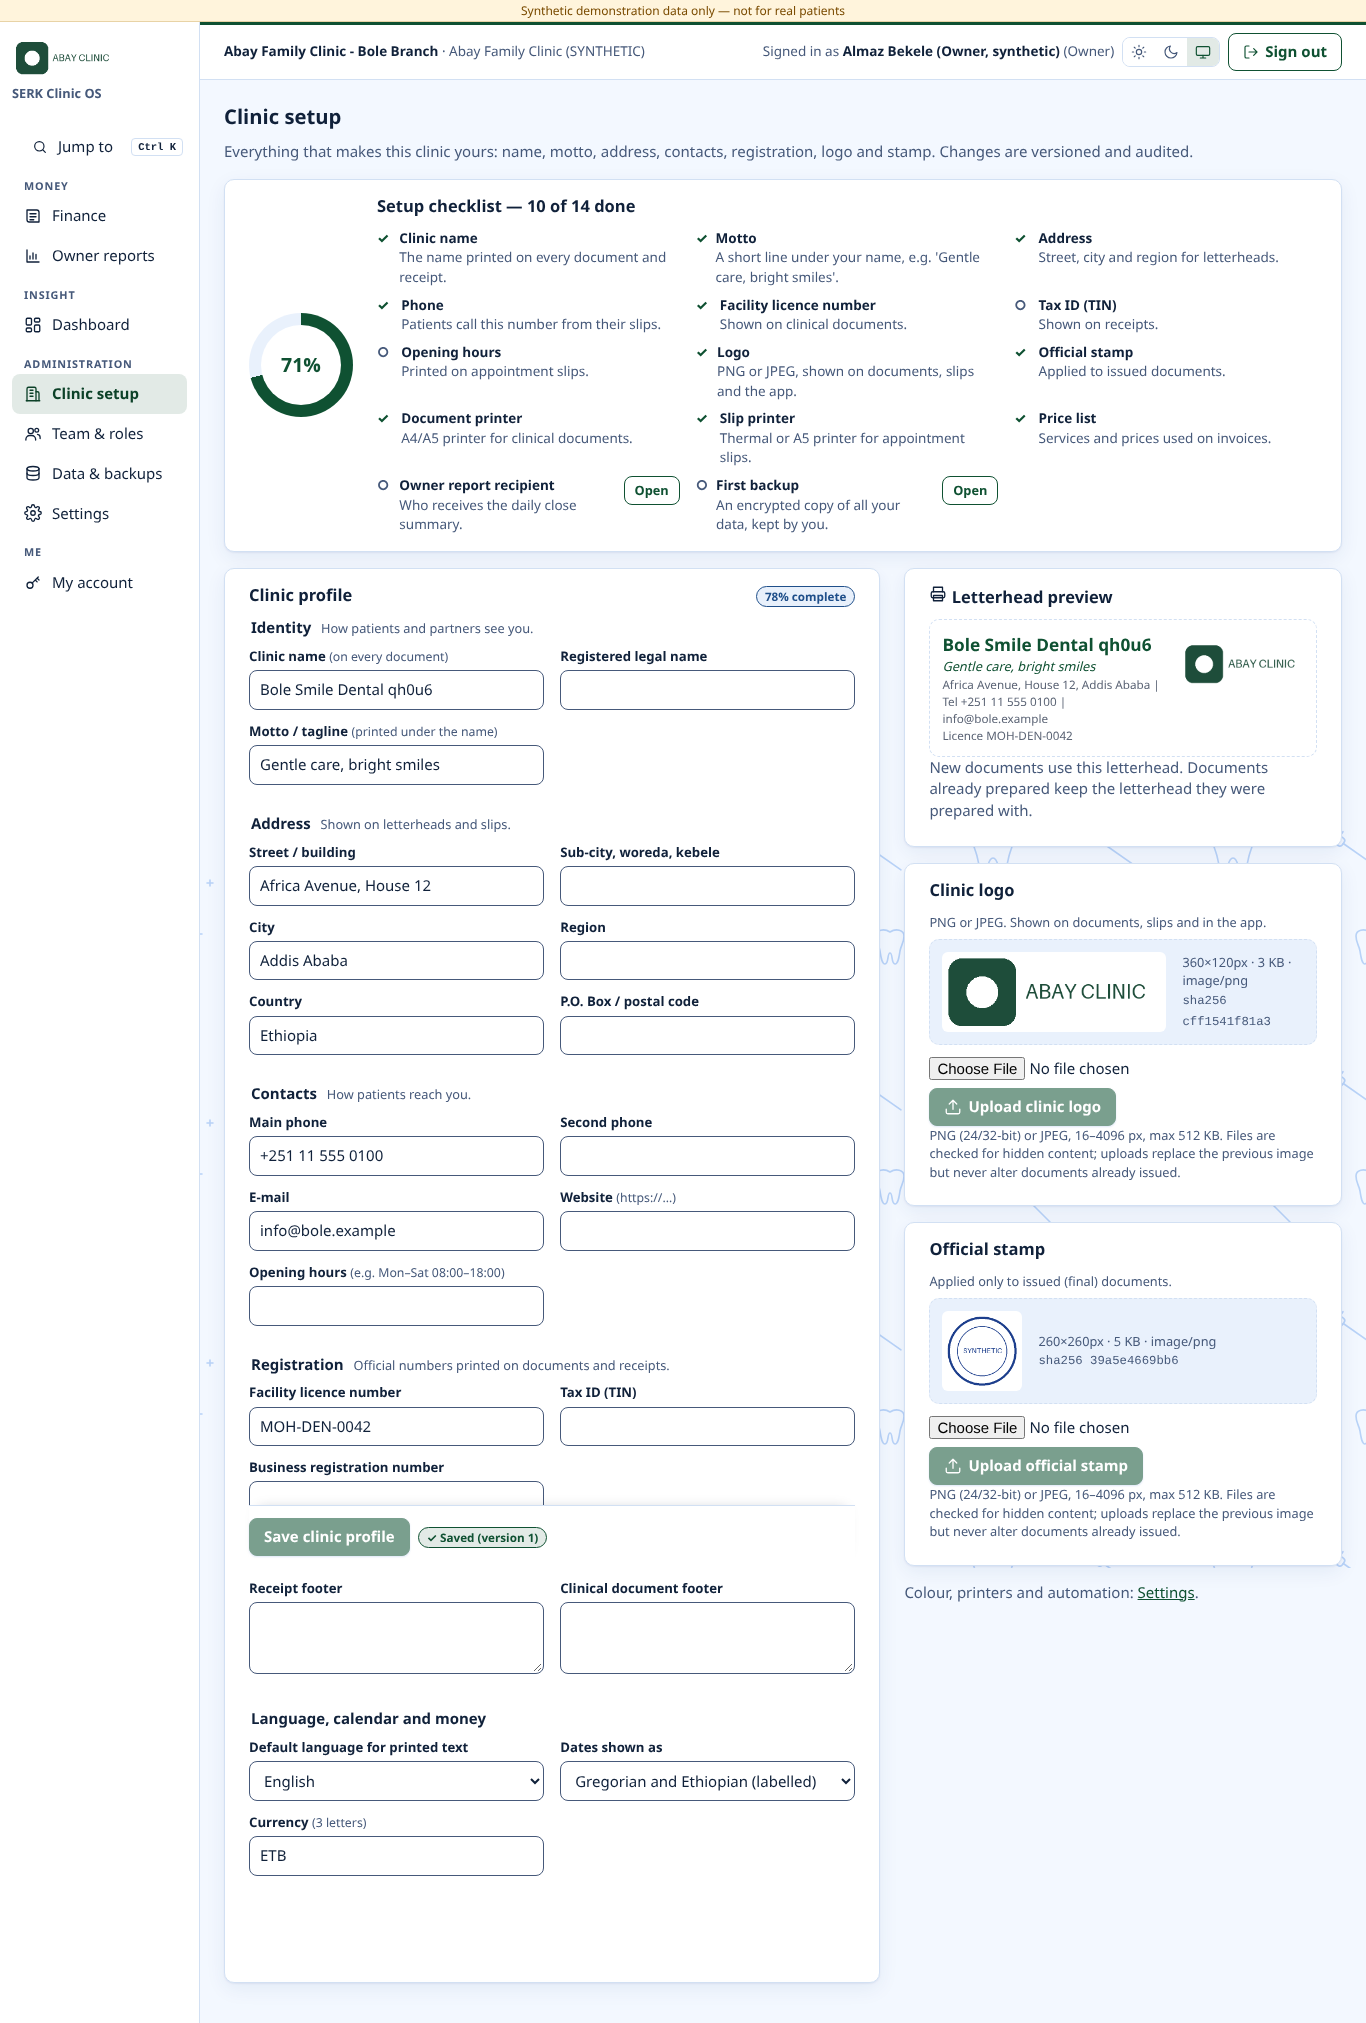 Synthetic demonstration data only — not for real patients
ABAY CLINIC
SERK Clinic OS
Jump to Ctrl K
MONEY
Finance
Owner reports
INSIGHT
Dashboard
ADMINISTRATION
Clinic setup
Team & roles
Data & backups
Settings
ME
My account
Abay Family Clinic - Bole Branch · Abay Family Clinic (SYNTHETIC)
Signed in as Almaz Bekele (Owner, synthetic) (Owner)
Sign out
Clinic setup
Everything that makes this clinic yours: name, motto, address, contacts, registration, logo and stamp. Changes are versioned and audited.
71%
Setup checklist — 10 of 14 done
Clinic name
The name printed on every document and
receipt.
Motto
A short line under your name, e.g. 'Gentle
care, bright smiles'.
Address
Street, city and region for letterheads.
Phone
Patients call this number from their slips.
Facility licence number
Shown on clinical documents.
Tax ID (TIN)
Shown on receipts.
Opening hours
Printed on appointment slips.
Logo
PNG or JPEG, shown on documents, slips
and the app.
Official stamp
Applied to issued documents.
Document printer
A4/A5 printer for clinical documents.
Slip printer
Thermal or A5 printer for appointment
slips.
Price list
Services and prices used on invoices.
Owner report recipient
Who receives the daily close
summary.
Open
First backup
An encrypted copy of all your
data, kept by you.
Open
Clinic profile
78% complete
Identity How patients and partners see you.
Clinic name (on every document)
Bole Smile Dental qh0u6
Registered legal name
Motto / tagline (printed under the name)
Gentle care, bright smiles
Address Shown on letterheads and slips.
Street / building
Africa Avenue, House 12
Sub-city, woreda, kebele
City
Addis Ababa
Region
Country
Ethiopia
P.O. Box / postal code
Contacts How patients reach you.
Main phone
+251 11 555 0100
Second phone
E-mail
info@bole.example
Website (https://...)
Opening hours (e.g. Mon–Sat 08:00–18:00)
Registration Official numbers printed on documents and receipts.
Facility licence number
MOH-DEN-0042
Tax ID (TIN)
Business registration number
Save clinic profile
✓ Saved (version 1)
Receipt footer
Clinical document footer
Language, calendar and money
Default language for printed text
English
Dates shown as
Gregorian and Ethiopian (labelled)
Currency (3 letters)
ETB
Letterhead preview
Bole Smile Dental qh0u6
Gentle care, bright smiles
Africa Avenue, House 12, Addis Ababa |
Tel +251 11 555 0100 |
info@bole.example
Licence MOH-DEN-0042
ABAY CLINIC
New documents use this letterhead. Documents
already prepared keep the letterhead they were
prepared with.
Clinic logo
PNG or JPEG. Shown on documents, slips and in the app.
ABAY CLINIC
360×120px · 3 KB ·
image/png
sha256
cff1541f81a3
Choose File No file chosen
Upload clinic logo
PNG (24/32-bit) or JPEG, 16–4096 px, max 512 KB. Files are
checked for hidden content; uploads replace the previous image
but never alter documents already issued.
Official stamp
Applied only to issued (final) documents.
SYNTHETIC
260×260px · 5 KB · image/png
sha256 39a5e4669bb6
Choose File No file chosen
Upload official stamp
PNG (24/32-bit) or JPEG, 16–4096 px, max 512 KB. Files are
checked for hidden content; uploads replace the previous image
but never alter documents already issued.
Colour, printers and automation: Settings.